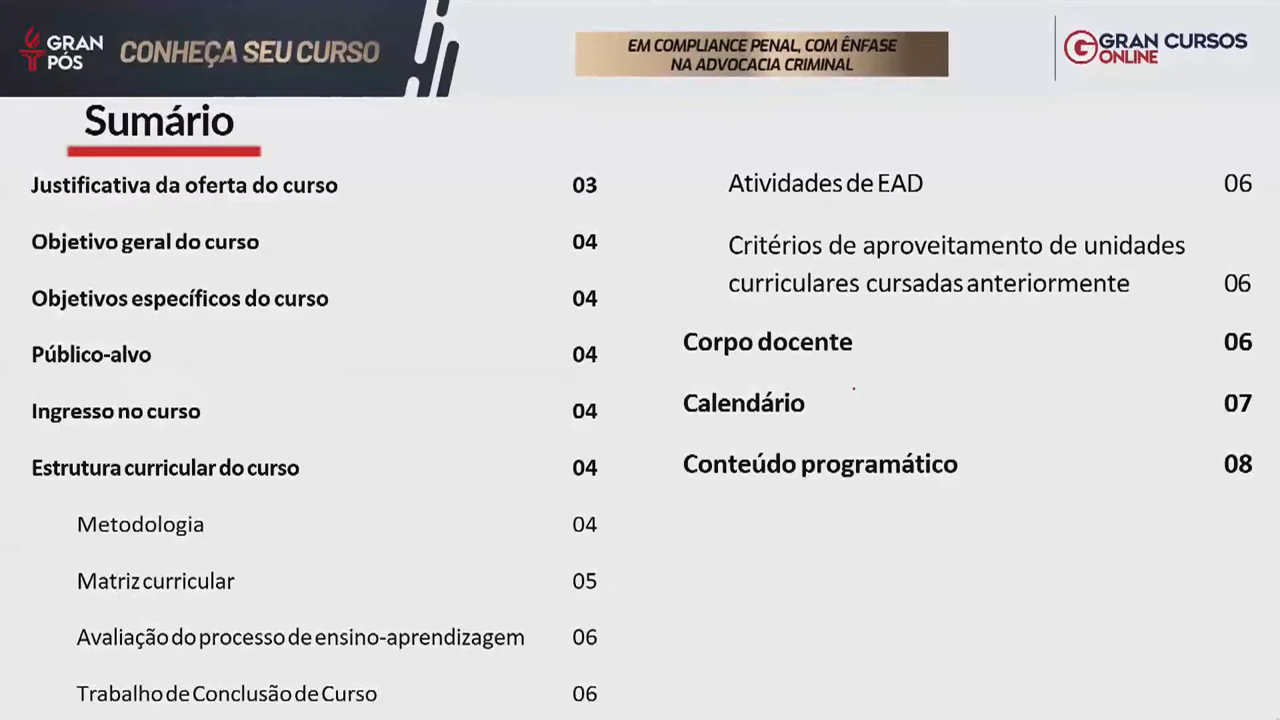 GRAN
PÓS
CONHEÇA SEU CURSO
EM COMPLIANCE PENAL, COM ÊNFASE
NA ADVOCACIA CRIMINAL
GRAN CURSOS
ONLINE
Sumário
Justificativa da oferta do curso 03
Objetivo geral do curso 04
Objetivos específicos do curso 04
Público-alvo 04
Ingresso no curso 04
Estrutura curricular do curso 04
Metodologia 04
Matriz curricular 05
Avaliação do processo de ensino-aprendizagem 06
Trabalho de Conclusão de Curso 06
Atividades de EAD 06
Critérios de aproveitamento de unidades
curriculares cursadas anteriormente 06
Corpo docente 06
Calendário 07
Conteúdo programático 08